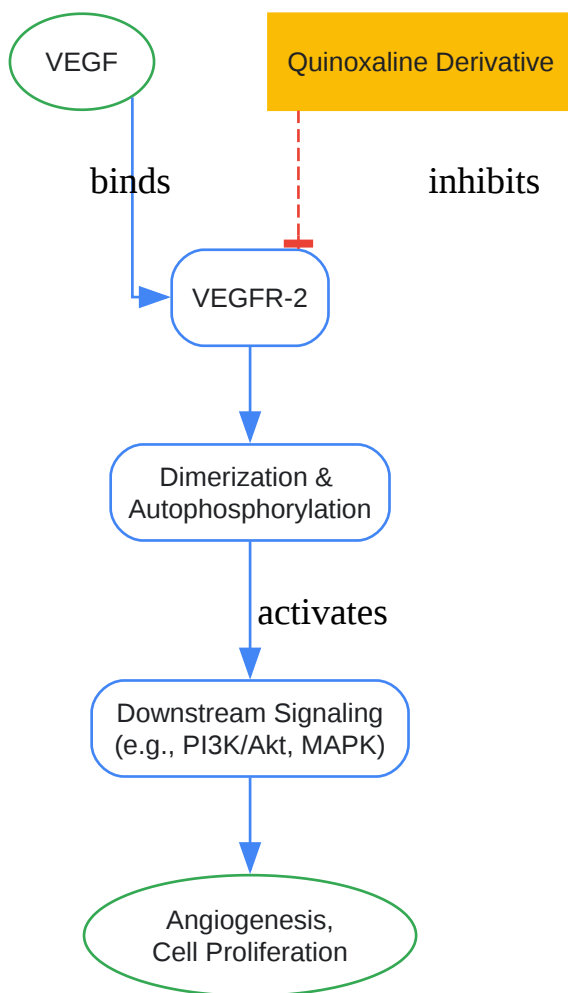 VEGF
Quinoxaline Derivative
binds
inhibits
VEGFR-2
Dimerization &
Autophosphorylation
activates
Downstream Signaling
(e.g., PI3K/Akt, MAPK)
Angiogenesis,
Cell Proliferation